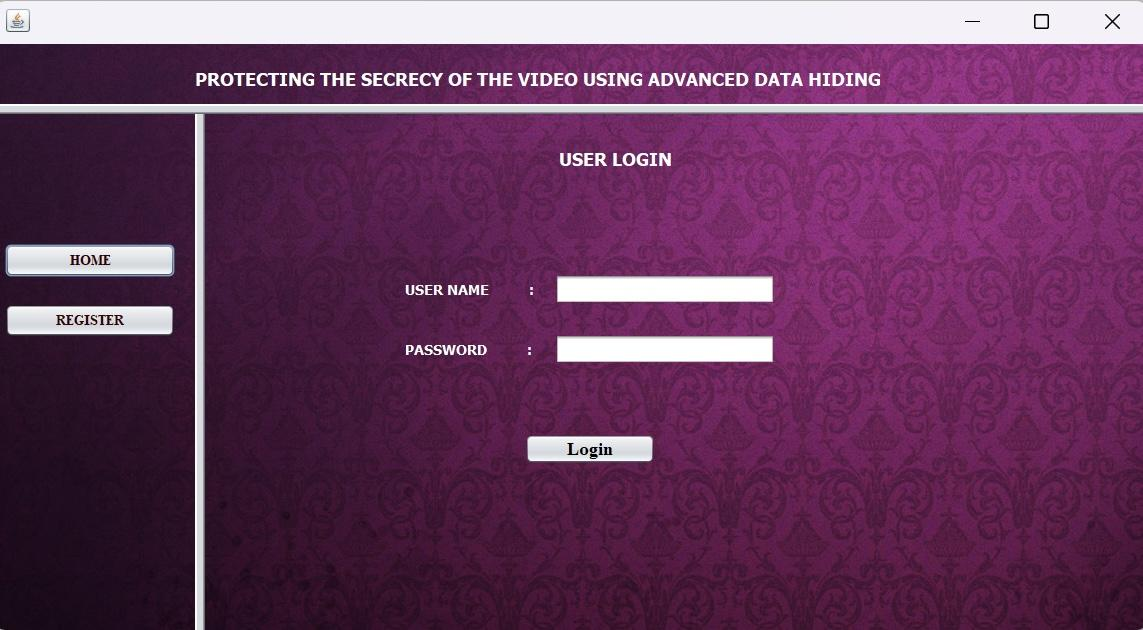 PROTECTING THE SECRECY OF THE VIDEO USING ADVANCED DATA HIDING
USER LOGIN
HOME
USER NAME :
REGISTER
PASSWORD :
Login